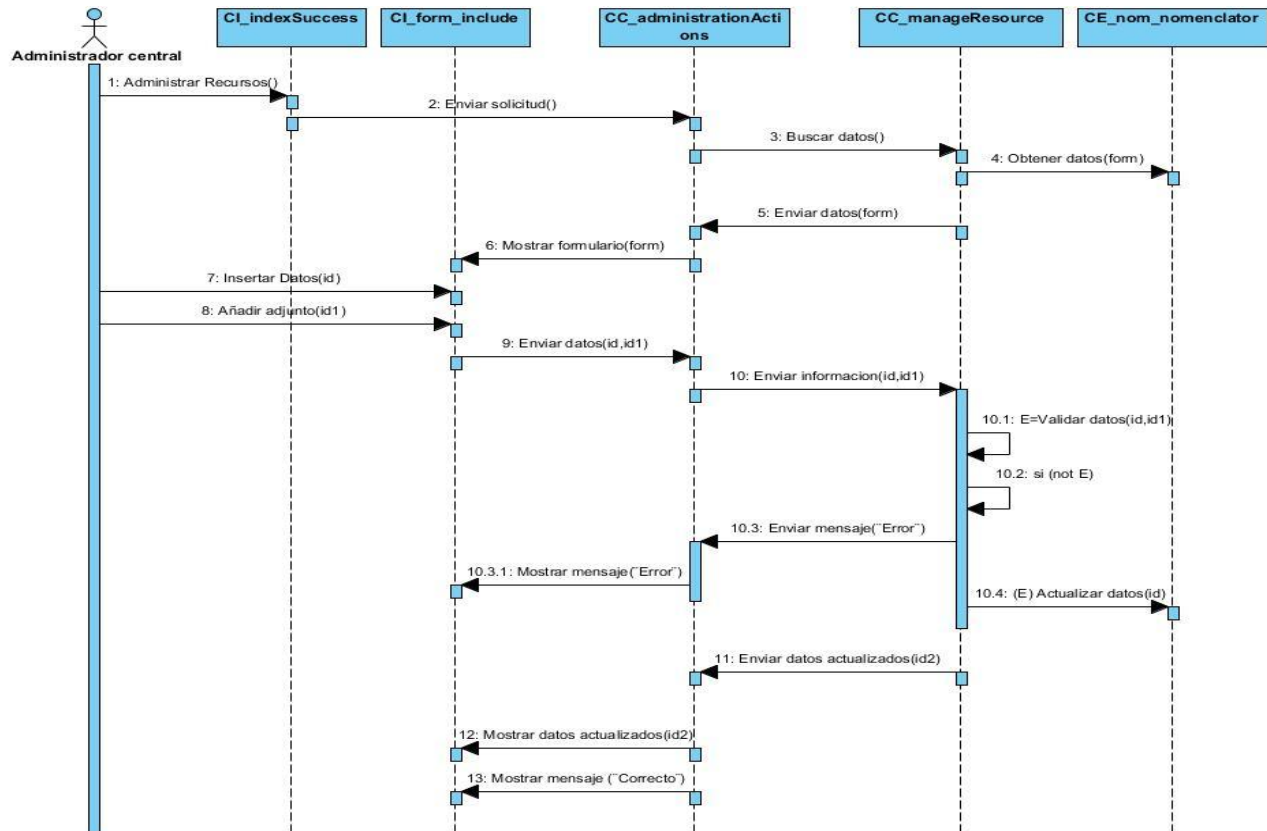 CI_indexSuccess
CI_form_include
CC_administrationActi
ons
CC_manageResource
CE_nom_nomenclator
Administrador central
1: Administrar Recursos()
2: Enviar solicitud()
3: Buscar datos()
4: Obtener datos(form)
5: Enviar datos(form)
6: Mostrar formulario(form)
7: Insertar Datos(id)
8: Añadir adjunto(id1)
9: Enviar datos(id,id1)
10: Enviar informacion(id,id1)
10.1: E=Validar datos(id,id1)
10.2: si (not E)
10.3: Enviar mensaje(¨Error¨)
10.3.1: Mostrar mensaje(¨Error¨)
10.4: (E) Actualizar datos(id)
11: Enviar datos actualizados(id2)
12: Mostrar datos actualizados(id2)
13: Mostrar mensaje (¨Correcto¨)